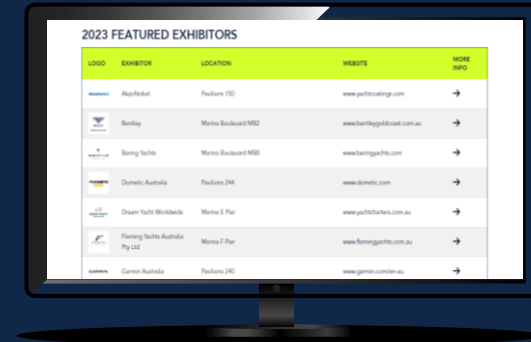 2023 FEATURED EXHIBITORS
LOGO EXHIBITOR LOCATION WEBSITE MORE INFO
AkzoNobel Pavilions 150 www.yachtcoatings.com →
Bentley Marina Boulevard MB2 www.bentleygoldcoast.com.au →
Bering Yachts Marina Boulevard MB8 www.beringyachts.com →
Dometic Australia Pavilions 244 www.dometic.com →
Dream Yacht Worldwide Marina E Pier www.yachtcharters.com.au →
Fleming Yachts Australia Pty Ltd Marina F Pier www.flemingyachts.com.au →
GARMIN Garmin Australia Pavilions 240 www.garmin.com/en-au →